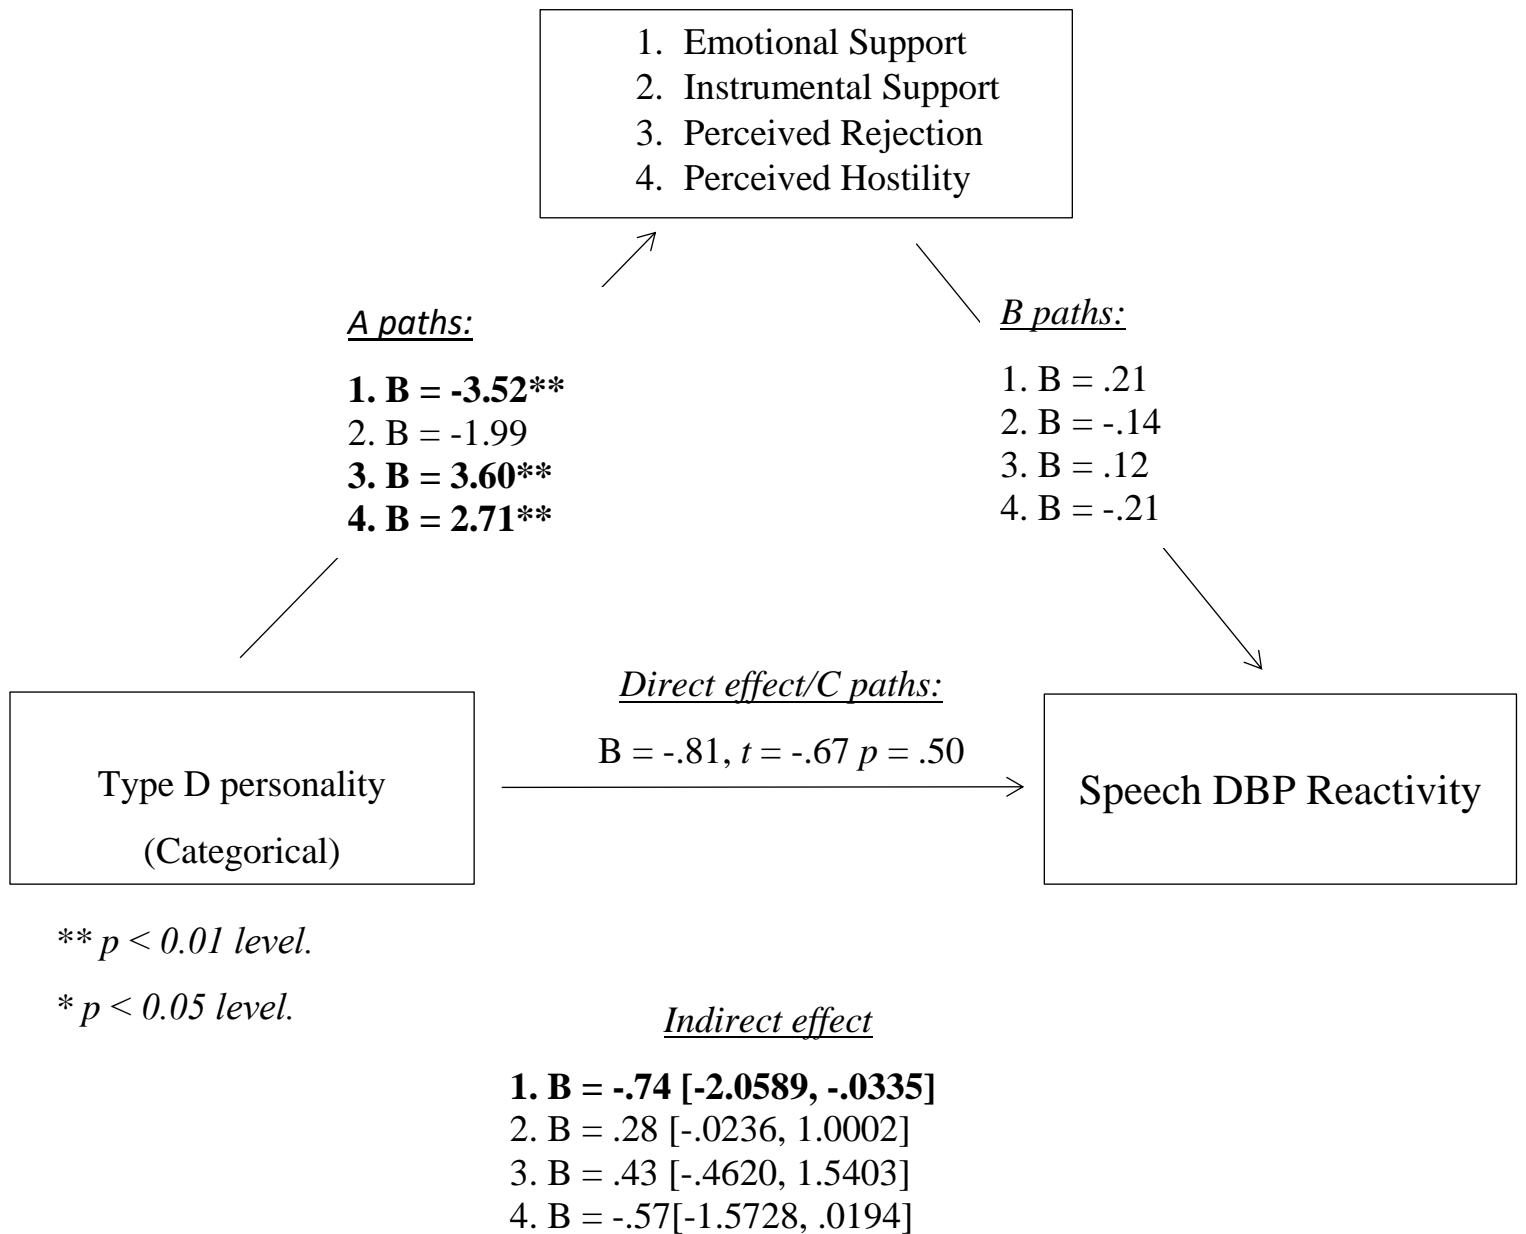 1. Emotional Support
2. Instrumental Support
3. Perceived Rejection
4. Perceived Hostility
A paths:
1. B = -3.52**
2. B = -1.99
3. B = 3.60**
4. B = 2.71**
B paths:
1. B = .21
2. B = -.14
3. B = .12
4. B = -.21
Direct effect/C paths:
B = -.81, t = -.67 p = .50
Type D personality
(Categorical)
Speech DBP Reactivity
** p < 0.01 level.
* p < 0.05 level.
Indirect effect
1. B = -.74 [-2.0589, -.0335]
2. B = .28 [-.0236, 1.0002]
3. B = .43 [-.4620, 1.5403]
4. B = -.57[-1.5728, .0194]